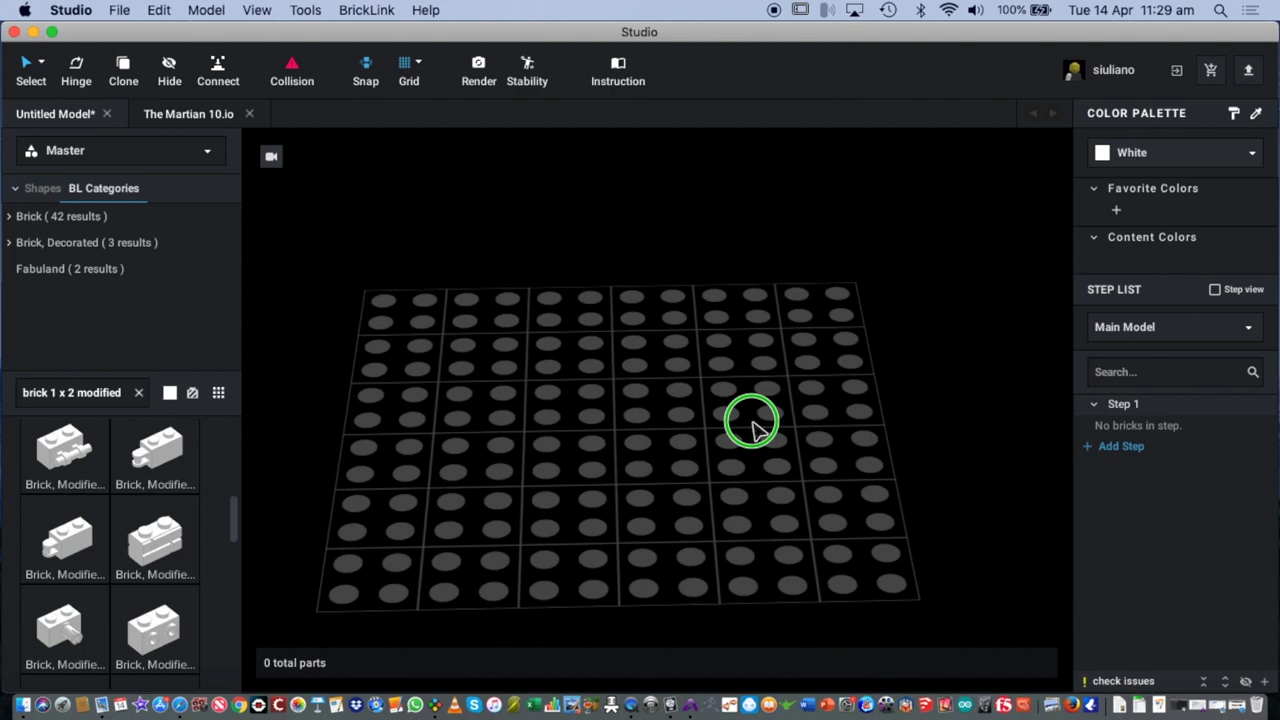 Studio File Edit Model View Tools BrickLink Help 100% Tue 14 Apr 11:29 am
Studio
Select Hinge Clone Hide Connect Collision Snap Grid Render Stability Instruction siuliano
Untitled Model* The Martian 10.io COLOR PALETTE
Master White
Shapes BL Categories Favorite Colors
Brick ( 42 results )
Brick, Decorated ( 3 results ) Content Colors
Fabuland ( 2 results )
STEP LIST Step view
Main Model
brick 1 x 2 modified Search...
Step 1
No bricks in step.
Add Step
Brick, Modifie... Brick, Modifie...
Brick, Modifie... Brick, Modifie...
Brick, Modifie... Brick, Modifie...
0 total parts
check issues